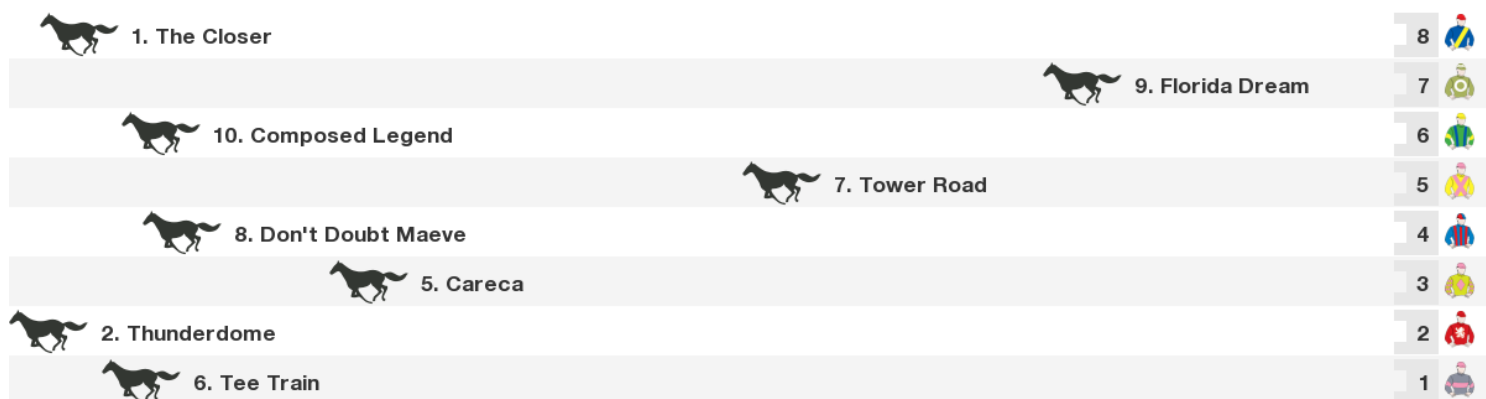 1. The Closer 8
9. Florida Dream 7
10. Composed Legend 6
7. Tower Road 5
8. Don't Doubt Maeve 4
5. Careca 3
2. Thunderdome 2
6. Tee Train 1